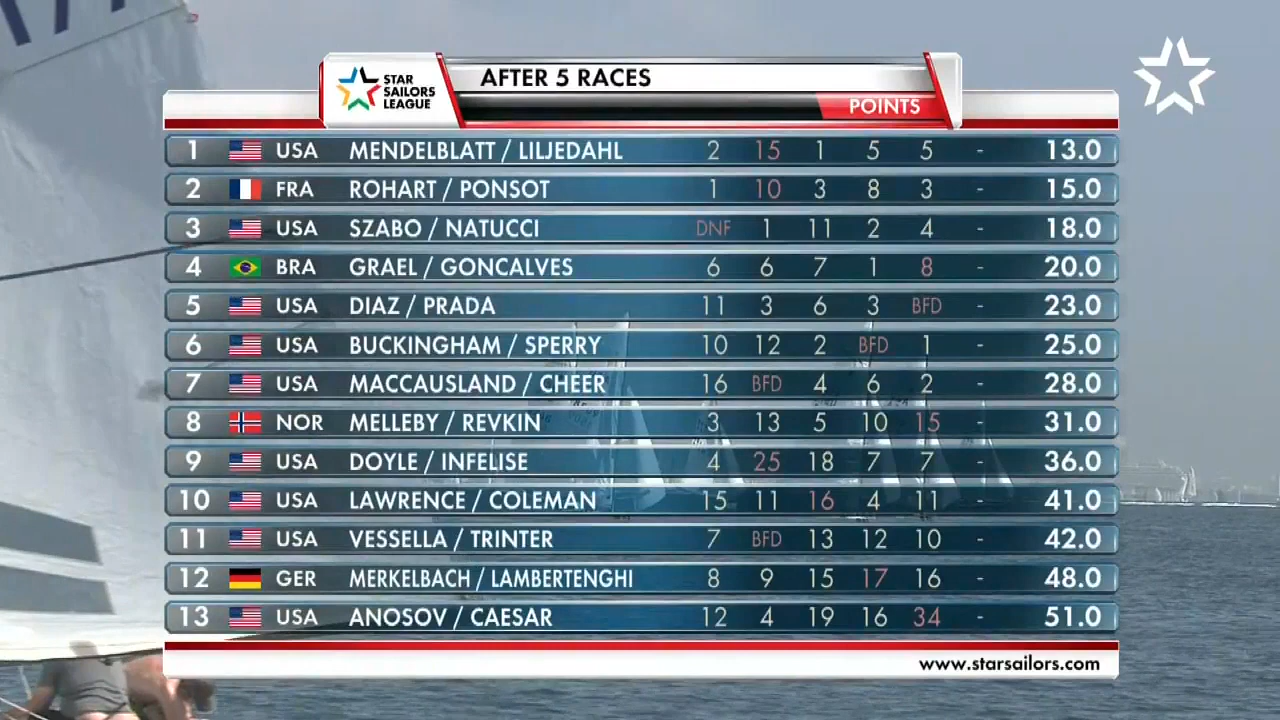 STAR
SAILORS
LEAGUE
AFTER 5 RACES
POINTS
1 USA MENDELBLATT / LILJEDAHL 2 15 1 5 5 - 13.0
2 FRA ROHART / PONSOT 1 10 3 8 3 - 15.0
3 USA SZABO / NATUCCI DNF 1 11 2 4 - 18.0
4 BRA GRAEL / GONCALVES 6 6 7 1 8 - 20.0
5 USA DIAZ / PRADA 11 3 6 3 BFD - 23.0
6 USA BUCKINGHAM / SPERRY 10 12 2 BFD 1 - 25.0
7 USA MACCAUSLAND / CHEER 16 BFD 4 6 2 - 28.0
8 NOR MELLEBY / REVKIN 3 13 5 10 15 - 31.0
9 USA DOYLE / INFELISE 4 25 18 7 7 - 36.0
10 USA LAWRENCE / COLEMAN 15 11 16 4 11 - 41.0
11 USA VESSELLA / TRINTER 7 BFD 13 12 10 - 42.0
12 GER MERKELBACH / LAMBERTENGHI 8 9 15 17 16 - 48.0
13 USA ANOSOV / CAESAR 12 4 19 16 34 - 51.0
www.starsailors.com